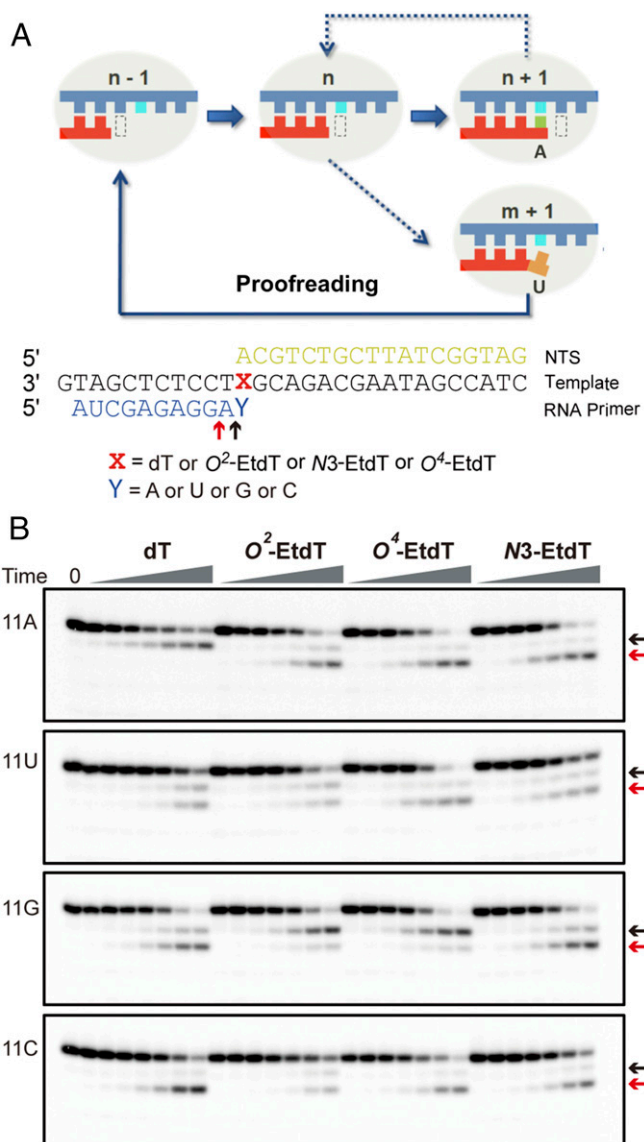 A
n - 1
n
n + 1
A
m + 1
U
Proofreading
5' ACGTCTGCTTATCGGTAG NTS
3' GTAGCTCTCCTXGCAGACGAATAGCCATC Template
5' AUCGAGAGGAY RNA Primer
X = dT or O²-EtdT or N3-EtdT or O⁴-EtdT
Y = A or U or G or C
B
dT O²-EtdT O⁴-EtdT N3-EtdT
Time 0
11A
11U
11G
11C